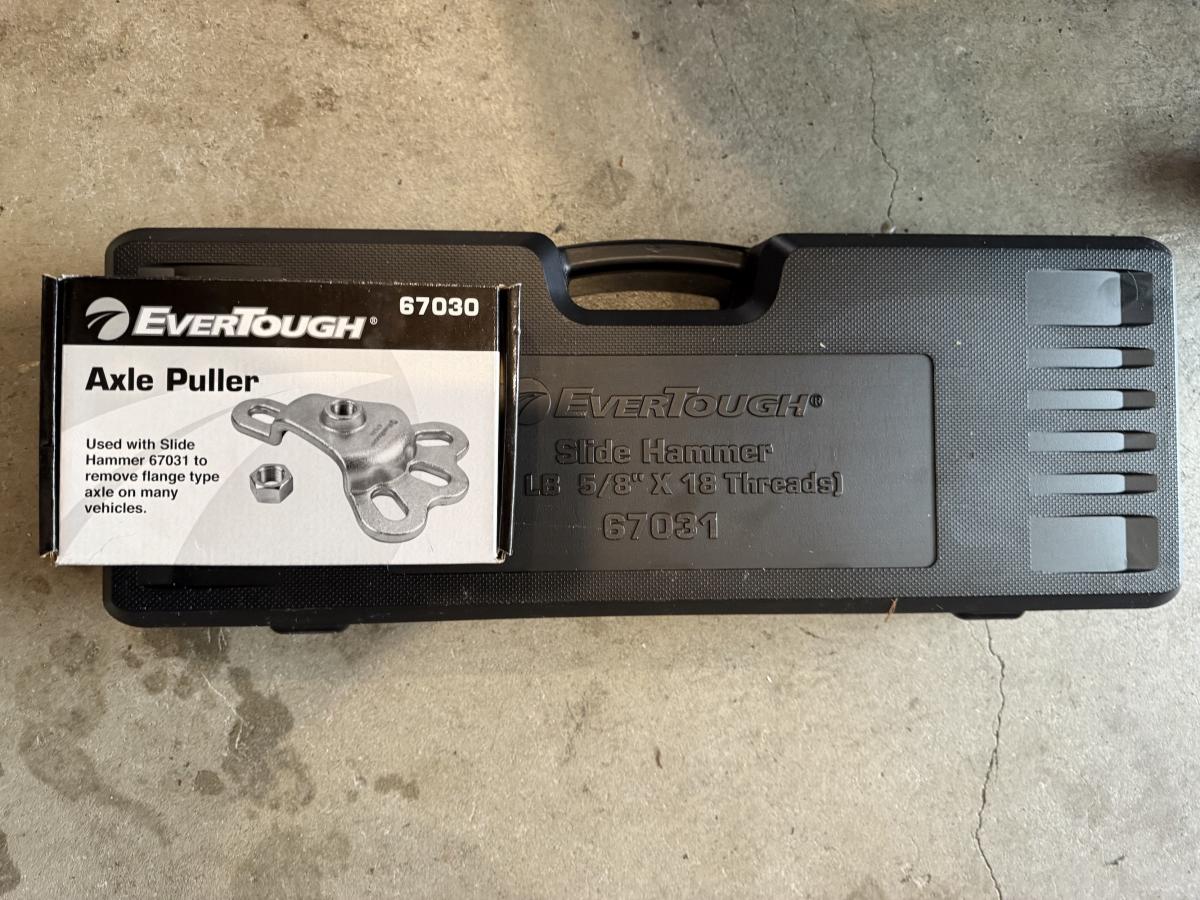 EVERTOUGH®
67030
Axle Puller
Used with Slide
Hammer 67031 to
remove flange type
axle on many
vehicles.
EVERTOUGH®
Slide Hammer
LB 5/8" X 18 Threads)
67031